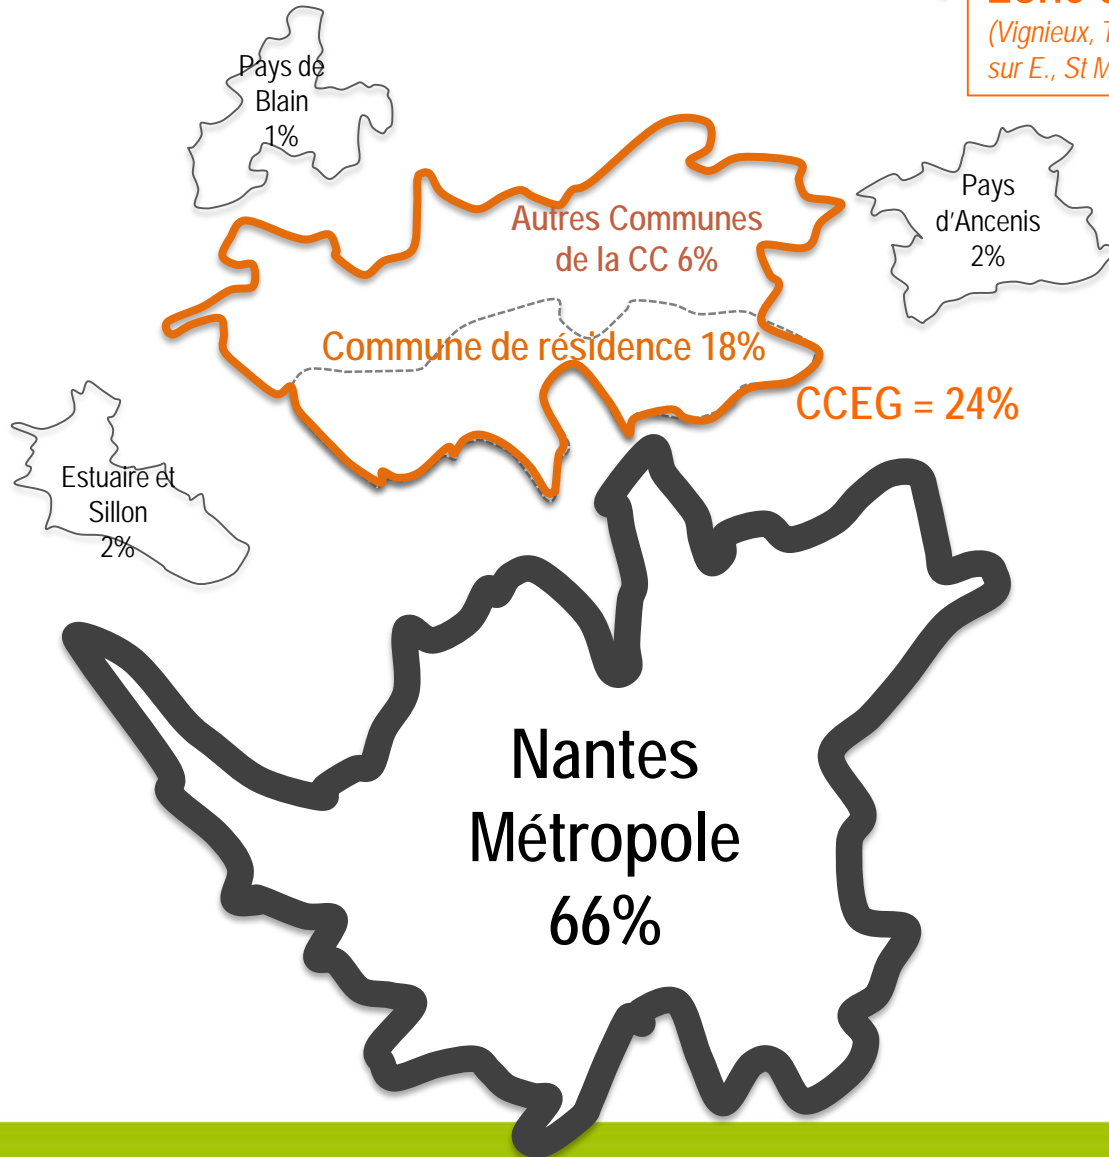 (Vignieux,
sur E., St
Pays de
Blain
1%
Autres Communes
de la CC 6%
Pays
d'Ancenis
2%
Commune de résidence 18%
CCEG = 24%
Estuaire et
Sillon
2%
Nantes
Métropole
66%